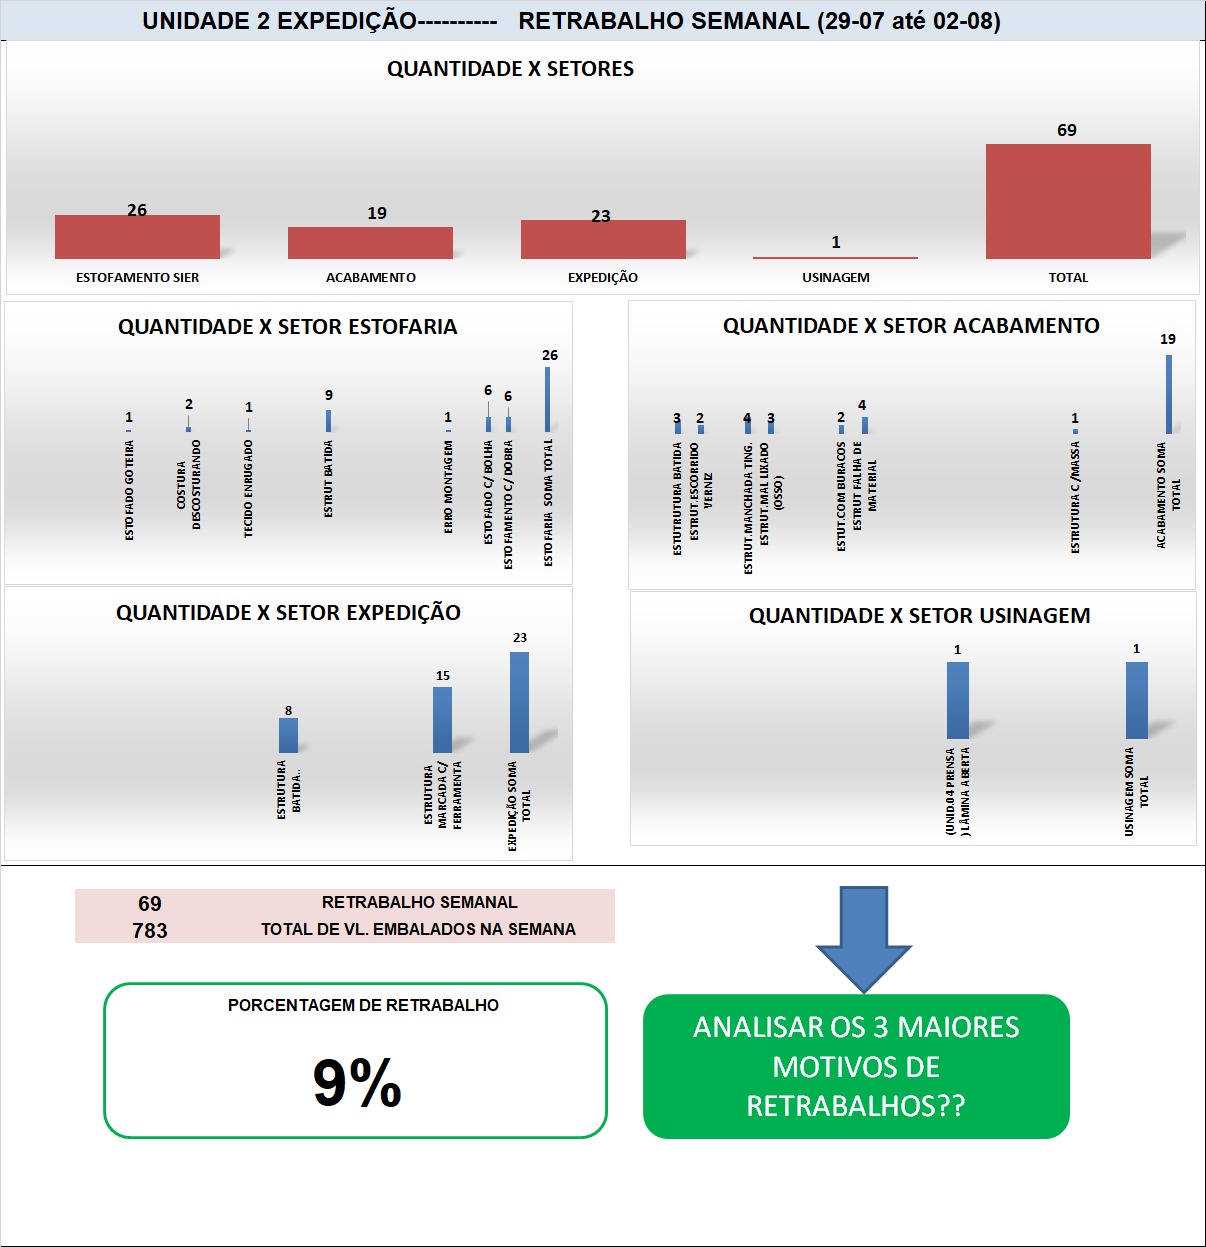 UNIDADE 2 EXPEDIÇÃO---------- RETRABALHO SEMANAL (29-07 até 02-08)
QUANTIDADE X SETORES
26
19
23
1
69
ESTOFAMENTO SIER
ACABAMENTO
EXPEDIÇÃO
USINAGEM
TOTAL
QUANTIDADE X SETOR ESTOFARIA
1
2
1
9
1
6
6
26
ESTOFADO GOTEIRA
COSTURA
DESCOSTURANDO
TECIDO ENRUGADO
ESTRUT BATIDA
ERRO MONTAGEM
ESTOFADO C/ BOLHA
ESTOFAMENTO C/ DOBRA
ESTOFARIA SOMA TOTAL
QUANTIDADE X SETOR ACABAMENTO
3
2
4
3
2
4
1
19
ESTUTRUTURA BATIDA
ESTRUT.ESCORRIDO
VERNIZ
ESTRUT.MANCHADA TING.
ESTRUT.MAL LIXADO
(OSSO)
ESTUT.COM BURACOS
ESTRUT FALHA DE
MATERIAL
ESTRUTURA C /MASSA
ACABAMENTO SOMA
TOTAL
QUANTIDADE X SETOR EXPEDIÇÃO
8
15
23
ESTRUTURA
BATIDA..
ESTRUTURA
MARCADA C/
FERRAMENTA
EXPEDIÇÃO SOMA
TOTAL
QUANTIDADE X SETOR USINAGEM
1
1
(UNID.04 PRENSA
) LÂMINA ABERTA
USINAGEM SOMA
TOTAL
69 RETRABALHO SEMANAL
783 TOTAL DE VL. EMBALADOS NA SEMANA
PORCENTAGEM DE RETRABALHO
9%
ANALISAR OS 3 MAIORES
MOTIVOS DE
RETRABALHOS??